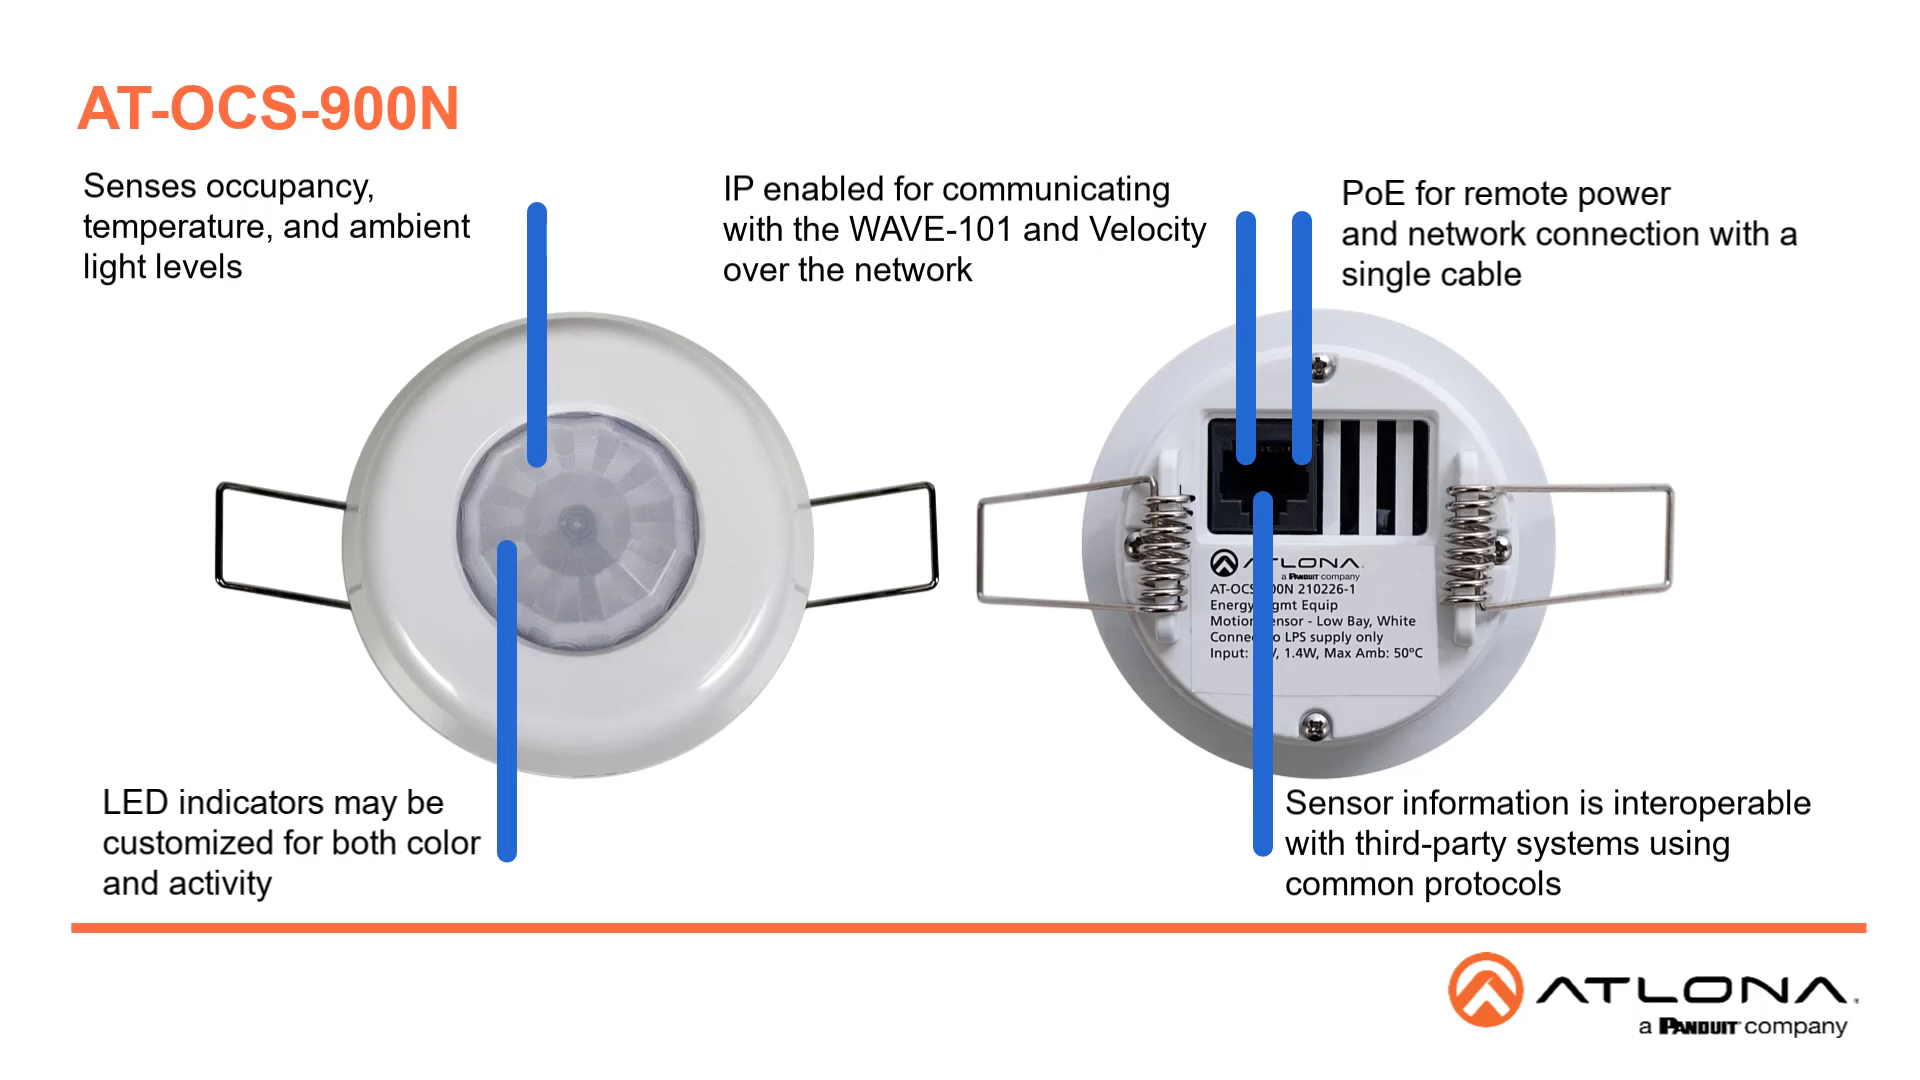 AT-OCS-900N
Senses occupancy,
temperature, and ambient
light levels
IP enabled for communicating
with the WAVE-101 and Velocity
over the network
PoE for remote power
and network connection with a
single cable
ATLONA
a PANDUIT company
AT-OCS 00N 210226-1
Energy gmt Equip
Motion ensor - Low Bay, White
Connec o LPS supply only
Input: V, 1.4W, Max Amb: 50°C
LED indicators may be
customized for both color
and activity
Sensor information is interoperable
with third-party systems using
common protocols
ATLONA
a PANDUIT company